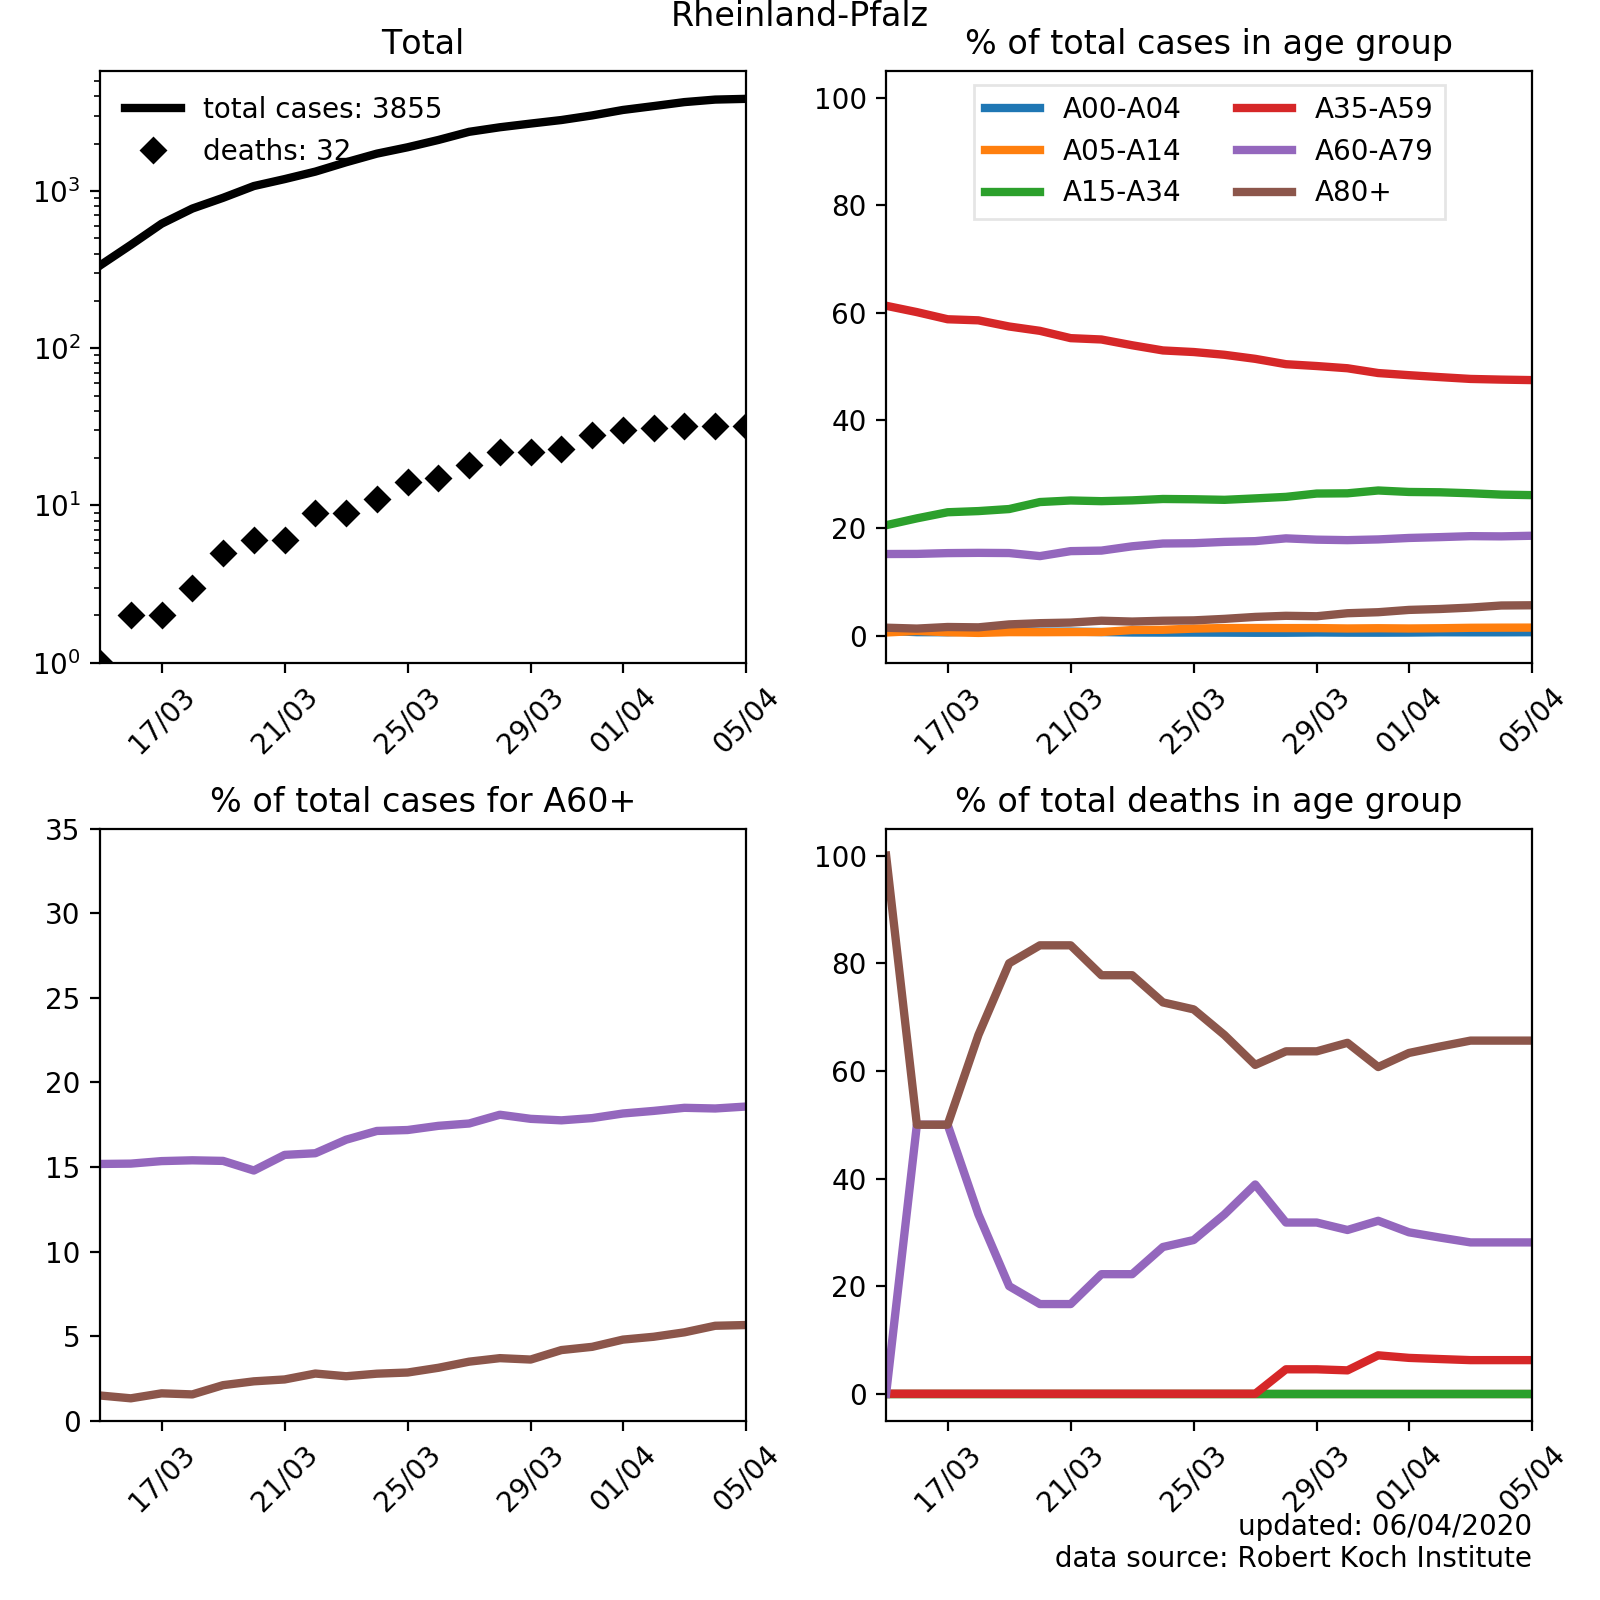 Rheinland-Pfalz
Total
total cases: 3855
deaths: 32
10^3
10^2
10^1
10^0
17/03 21/03 25/03 29/03 01/04 05/04
% of total cases in age group
A00-A04 A35-A59
A05-A14 A60-A79
A15-A34 A80+
100
80
60
40
20
0
17/03 21/03 25/03 29/03 01/04 05/04
% of total cases for A60+
35
30
25
20
15
10
5
0
17/03 21/03 25/03 29/03 01/04 05/04
% of total deaths in age group
100
80
60
40
20
0
17/03 21/03 25/03 29/03 01/04 05/04
updated: 06/04/2020
data source: Robert Koch Institute